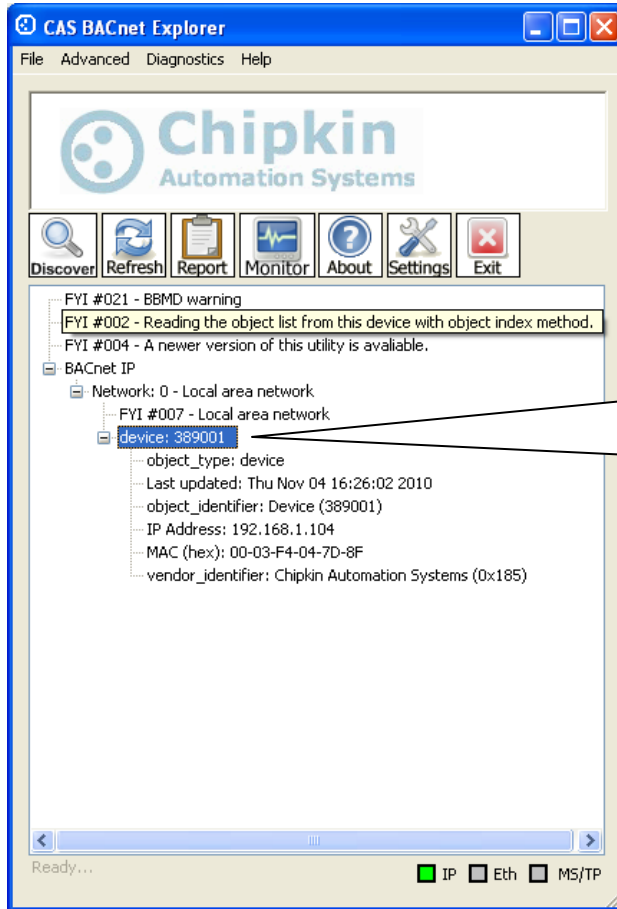 CAS BACnet Explorer
File Advanced Diagnostics Help
Chipkin
Automation Systems
Discover Refresh Report Monitor About Settings Exit
FYI #021 - BBMD warning
FYI #002 - Reading the object list from this device with object index method.
FYI #004 - A newer version of this utility is avaliable.
BACnet IP
Network: 0 - Local area network
FYI #007 - Local area network
device: 389001
object_type: device
Last updated: Thu Nov 04 16:26:02 2010
object_identifier: Device (389001)
IP Address: 192.168.1.104
MAC (hex): 00-03-F4-04-7D-8F
vendor_identifier: Chipkin Automation Systems (0x185)
Ready... IP Eth MS/TP